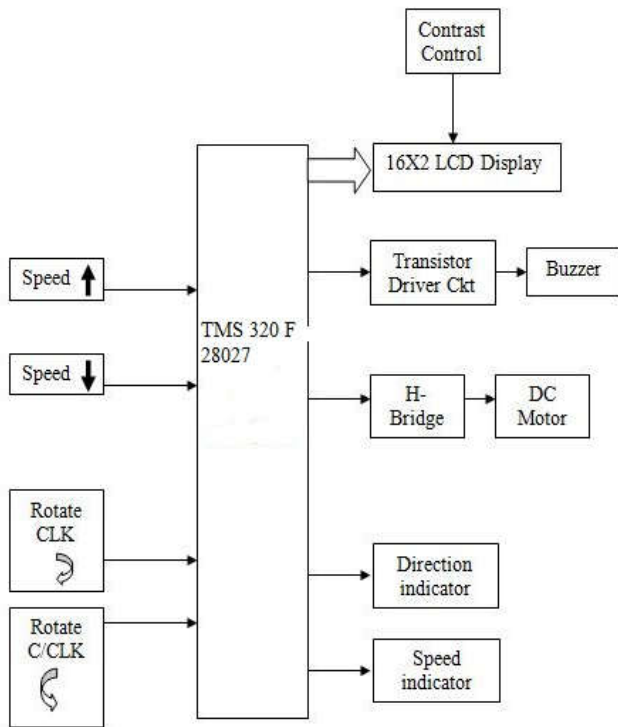 Contrast
Control
16X2 LCD Display
Speed
Transistor
Driver Ckt
Buzzer
TMS 320 F
28027
Speed
H-
Bridge
DC
Motor
Rotate
CLK
Direction
indicator
Rotate
C/CLK
Speed
indicator